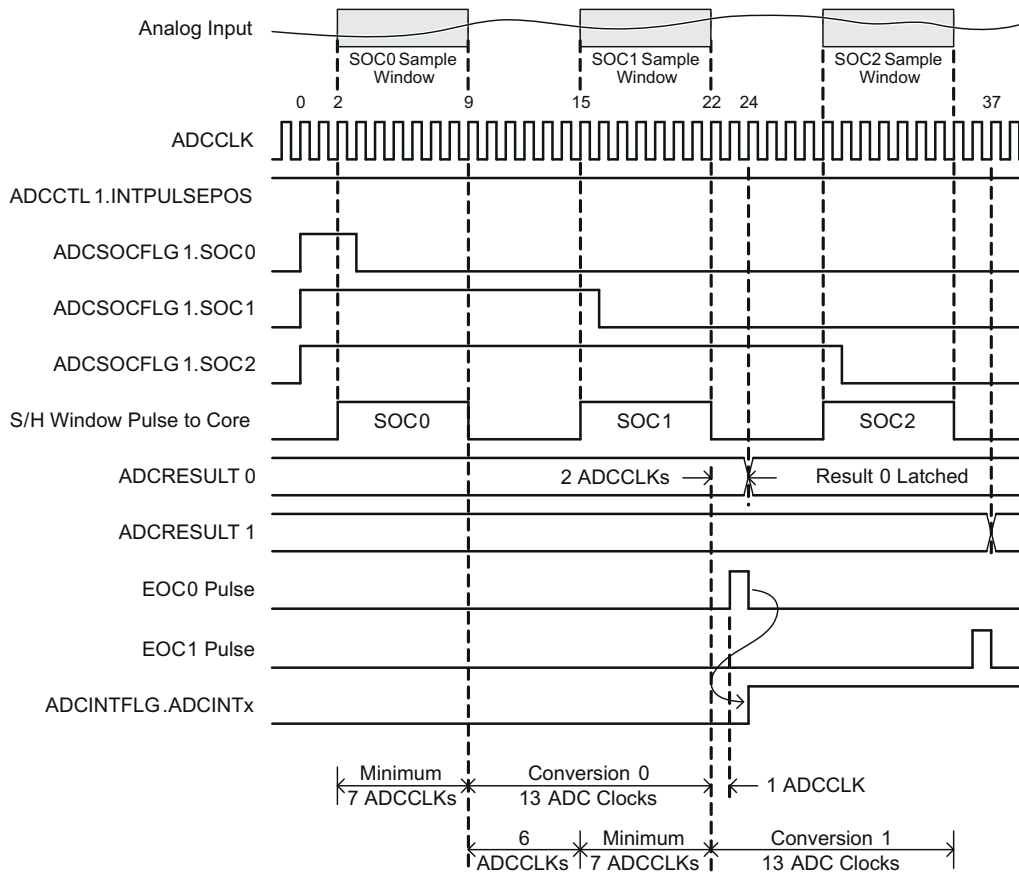 Analog Input
SOC0 Sample
Window
SOC1 Sample
Window
SOC2 Sample
Window
0 2 9 15 22 24 37
ADCCLK
ADCCTL 1.INTPULSEPOS
ADCSOCFLG 1.SOC0
ADCSOCFLG 1.SOC1
ADCSOCFLG 1.SOC2
S/H Window Pulse to Core
SOC0
SOC1
SOC2
ADCRESULT 0
2 ADCCLKs
Result 0 Latched
ADCRESULT 1
EOC0 Pulse
EOC1 Pulse
ADCINTFLG.ADCINTx
Minimum
7 ADCCLKs
Conversion 0
13 ADC Clocks
1 ADCCLK
6
ADCCLKs
Minimum
7 ADCCLKs
Conversion 1
13 ADC Clocks